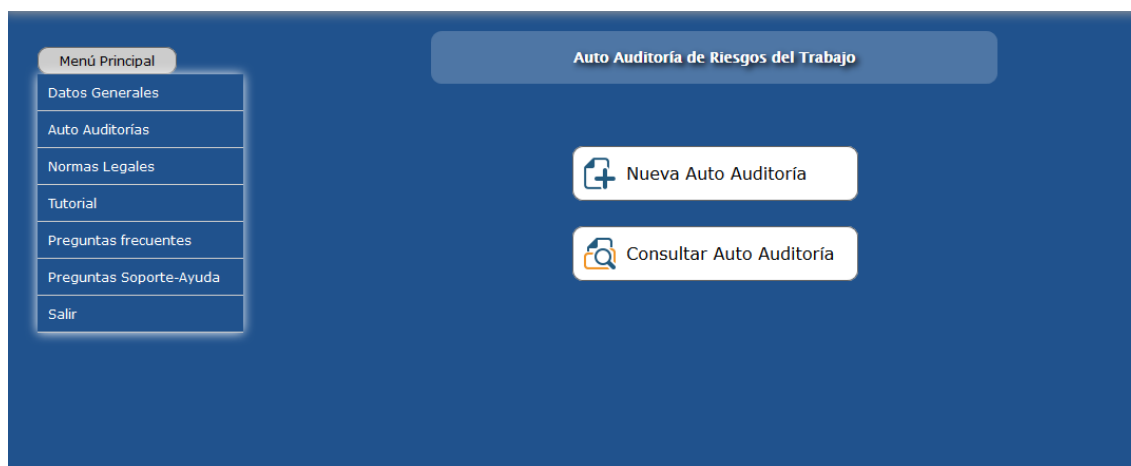 Menú Principal
Datos Generales
Auto Auditorías
Normas Legales
Tutorial
Preguntas frecuentes
Preguntas Soporte-Ayuda
Salir
Auto Auditoría de Riesgos del Trabajo
Nueva Auto Auditoría
Consultar Auto Auditoría